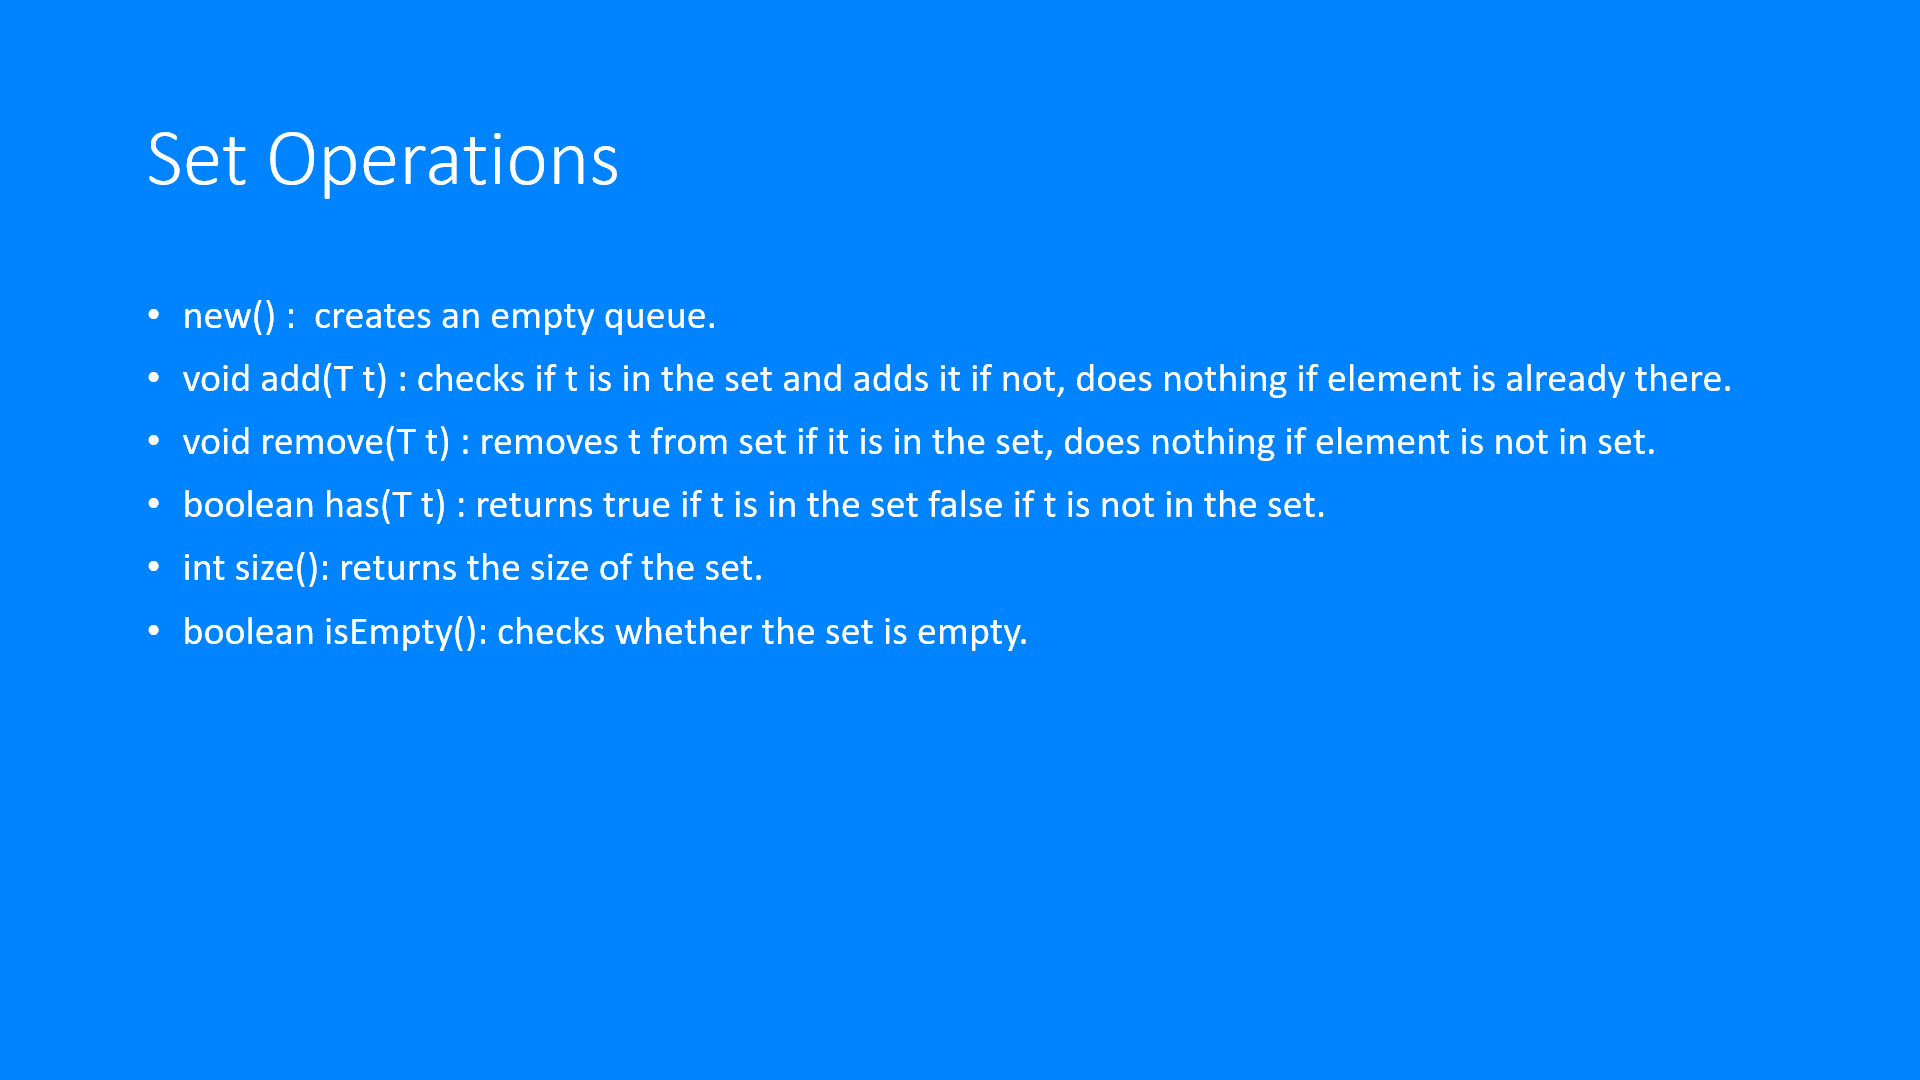 Set Operations
• new() :  creates an empty queue.
• void add(T t) : checks if t is in the set and adds it if not, does nothing if element is already there.
• void remove(T t) : removes t from set if it is in the set, does nothing if element is not in set.
• boolean has(T t) : returns true if t is in the set false if t is not in the set.
• int size(): returns the size of the set.
• boolean isEmpty(): checks whether the set is empty.